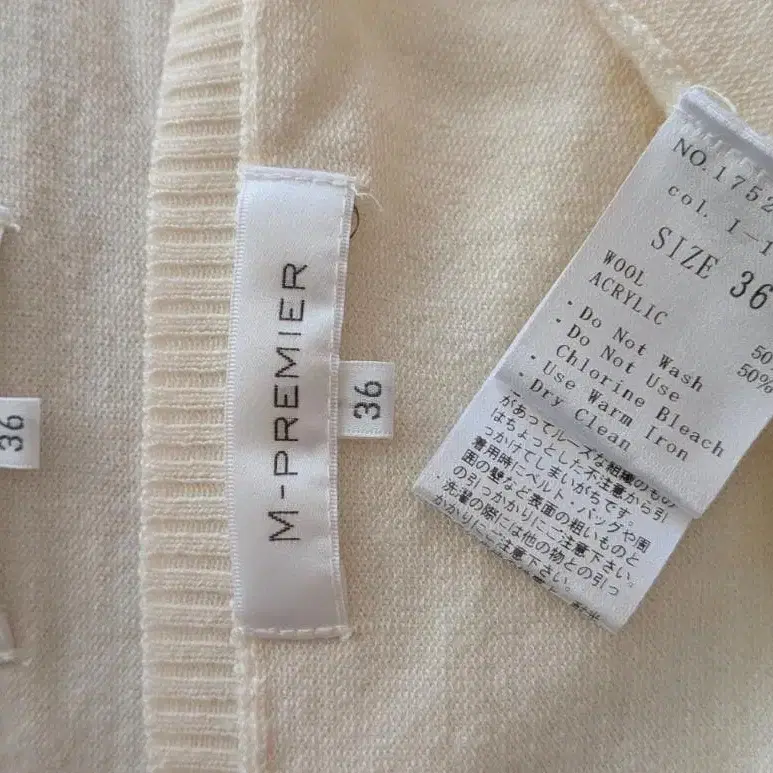 M-PREMIER
36
36
NO. 1752
col. 1-1
SIZE 36
WOOL 50%
ACRYLIC 50%
・Do Not Wash
・Do Not Use
Chlorine Bleach
・Use Warm Iron
・Dry Clean
があってルーズな組織のもの
はちょっとした不注意から引
っかけてしまいがちです。
着用時にベルト・バッグや周
囲の壁など表面の粗いものと
の引っかかりにご注意下さい。
・洗濯の際には他の物との引っ
かかりにご注意下さい。